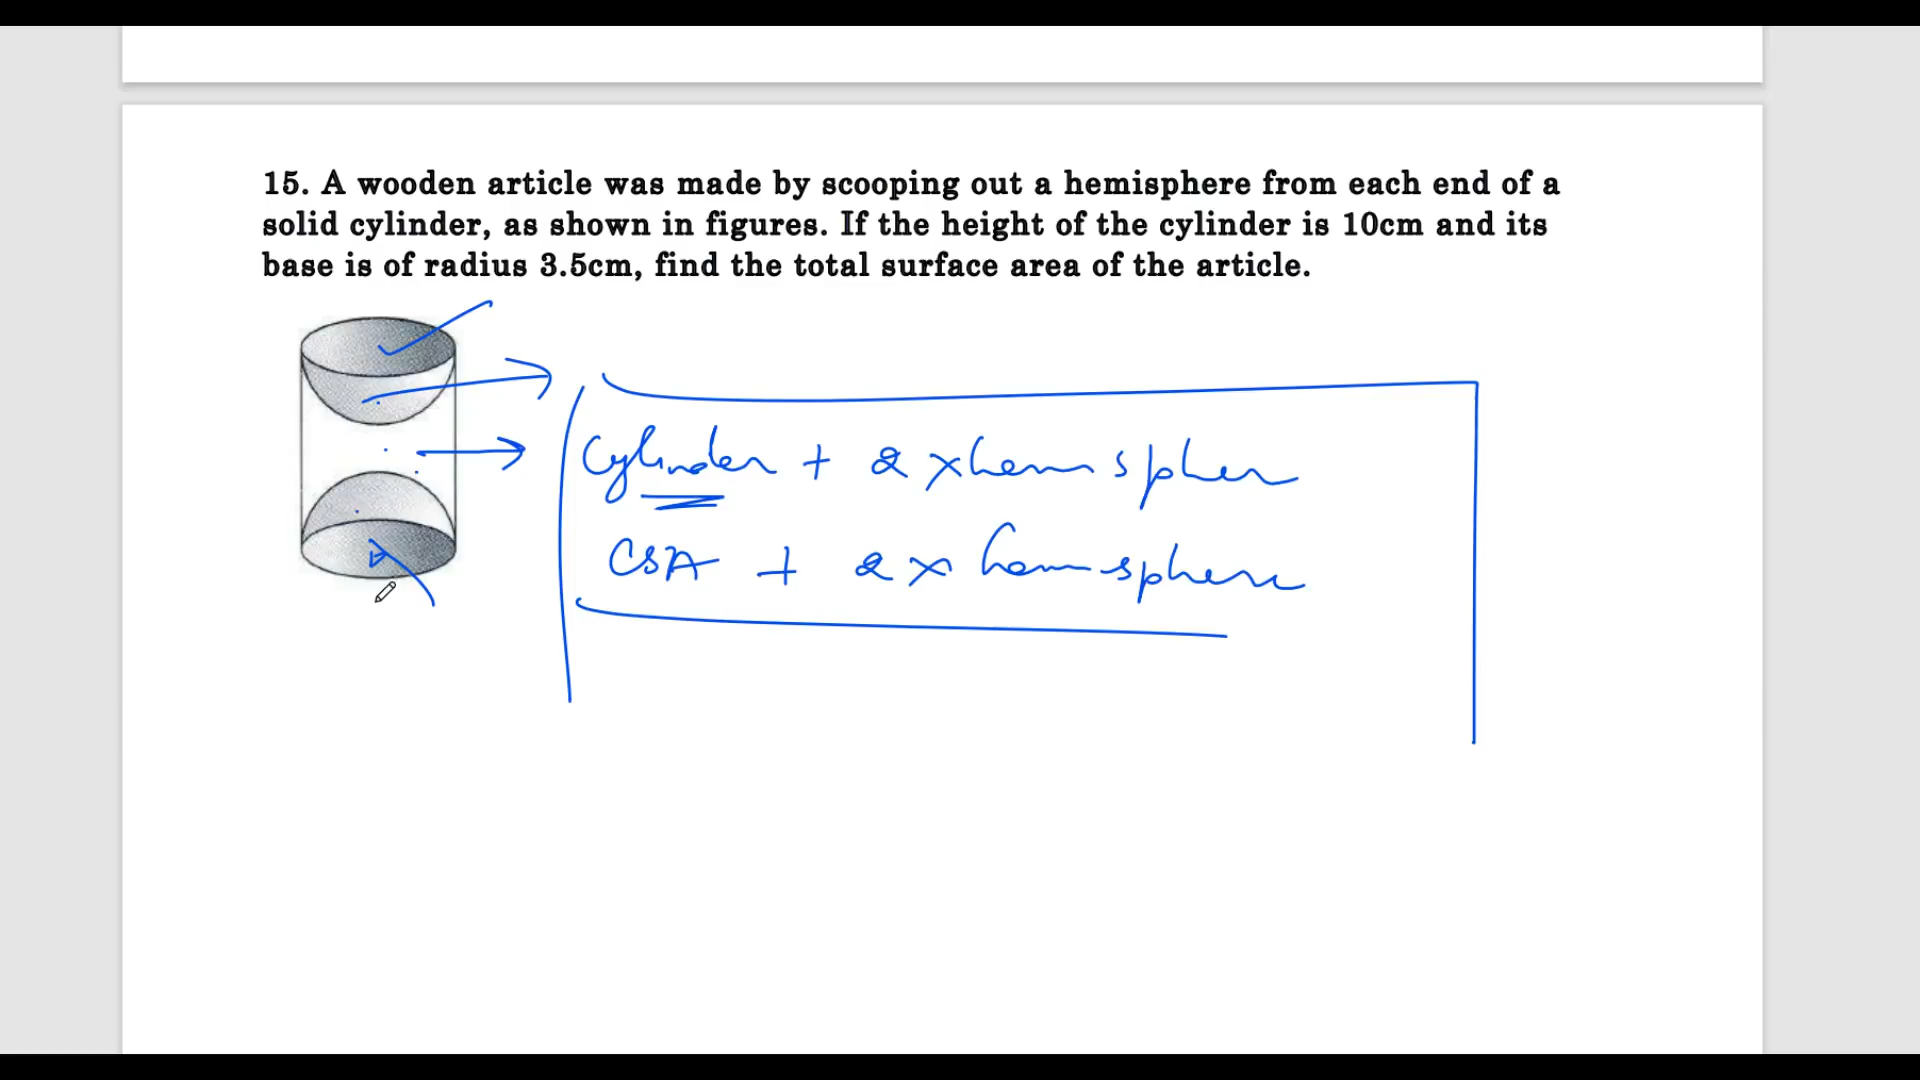 15. A wooden article was made by scooping out a hemisphere from each end of a
solid cylinder, as shown in figures. If the height of the cylinder is 10cm and its
base is of radius 3.5cm, find the total surface area of the article.
Cylinder + 2 x hemispher
CSA + 2 x hemisphere